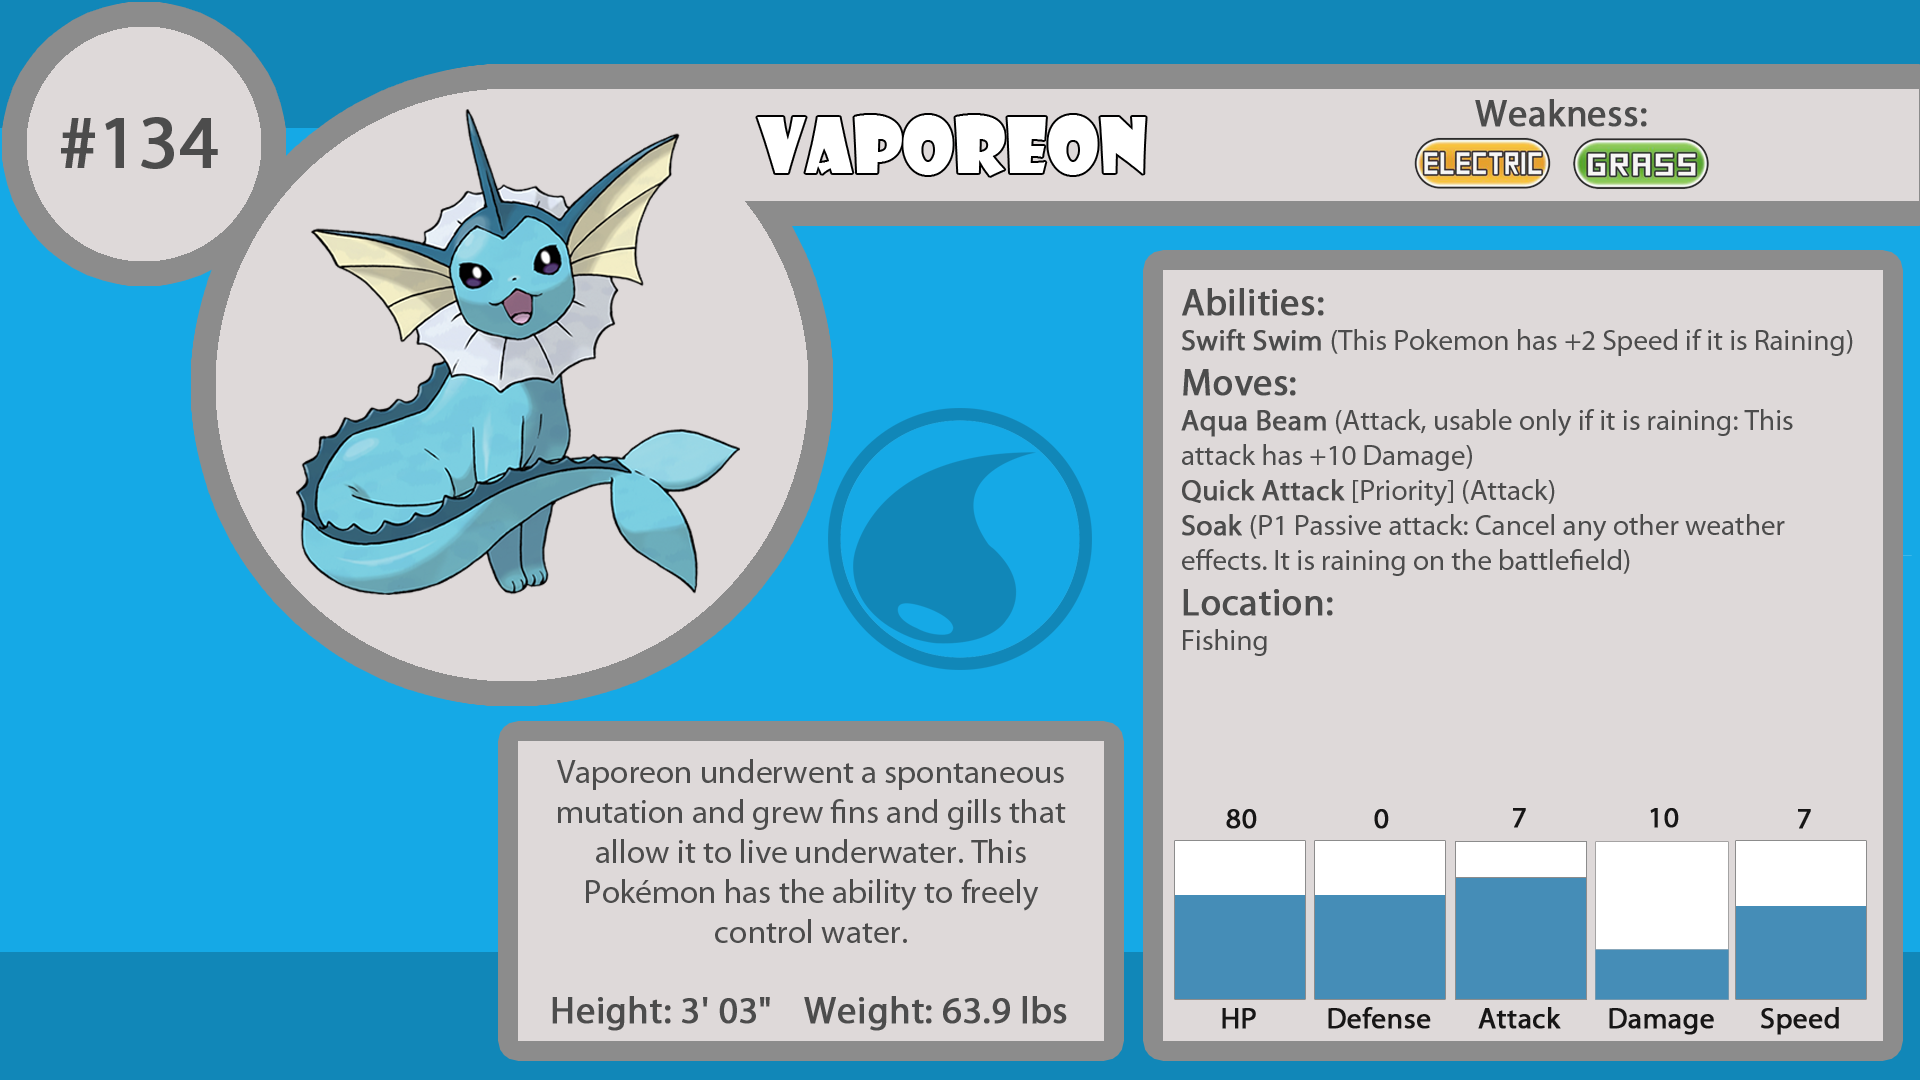 #134
VAPOREON
Weakness:
ELECTRIC GRASS
Abilities:
Swift Swim (This Pokemon has +2 Speed if it is Raining)
Moves:
Aqua Beam (Attack, usable only if it is raining: This
attack has +10 Damage)
Quick Attack [Priority] (Attack)
Soak (P1 Passive attack: Cancel any other weather
effects. It is raining on the battlefield)
Location:
Fishing
80 0 7 10 7
HP Defense Attack Damage Speed
Vaporeon underwent a spontaneous
mutation and grew fins and gills that
allow it to live underwater. This
Pokémon has the ability to freely
control water.
Height: 3' 03" Weight: 63.9 lbs